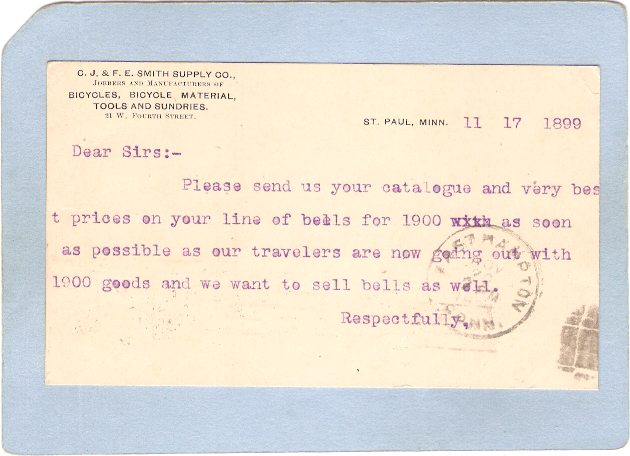 C. J. & F. E. SMITH SUPPLY CO.,
JOBBERS AND MANUFACTURERS OF
BICYCLES, BICYCLE MATERIAL,
TOOLS AND SUNDRIES.
21 W. FOURTH STREET.
ST. PAUL, MINN. 11 17 1899
Dear Sirs:-
Please send us your catalogue and very bes
t prices on your line of bells for 1900 with as soon
as possible as our travelers are now going out with
1900 goods and we want to sell bells as well.
Respectfully,
EAST HAMPTON
CONN.